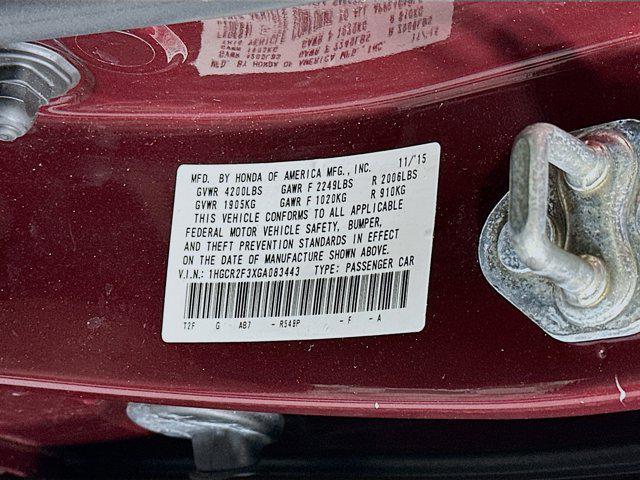 MFD. BY HONDA OF AMERICA MFG., INC. 11/'15
GVWR 4200LBS GAWR F 2249LBS R 2006LBS
GVWR 1905KG GAWR F 1020KG R 910KG
THIS VEHICLE CONFORMS TO ALL APPLICABLE
FEDERAL MOTOR VEHICLE SAFETY, BUMPER,
AND THEFT PREVENTION STANDARDS IN EFFECT
ON THE DATE OF MANUFACTURE SHOWN ABOVE.
V.I.N.: 1HGCR2F3XGA083443 TYPE: PASSENGER CAR
T2F G AB7 - R548P - F - A